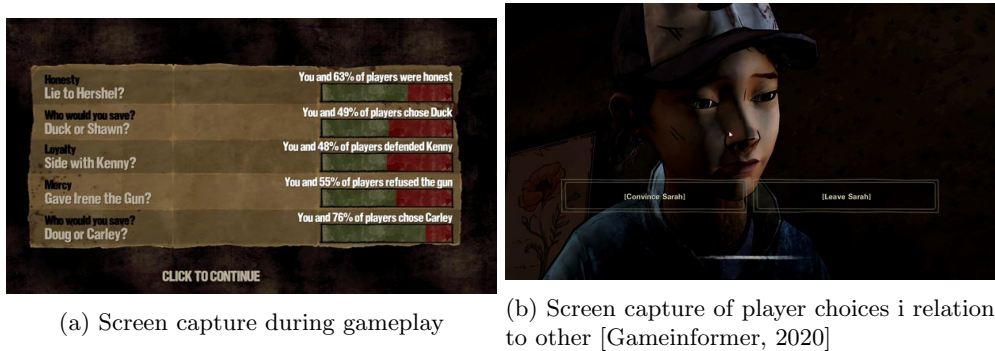 Honesty
Lie to Hershel?
You and 63% of players were honest
Who would you save?
Duck or Shawn?
You and 49% of players chose Duck
Loyalty
Side with Kenny?
You and 48% of players defended Kenny
Mercy
Gave Irene the Gun?
You and 55% of players refused the gun
Who would you save?
Doug or Carley?
You and 76% of players chose Carley
CLICK TO CONTINUE
(a) Screen capture during gameplay
[Convince Sarah]
[Leave Sarah]
(b) Screen capture of player choices i relation
to other [Gameinformer, 2020]